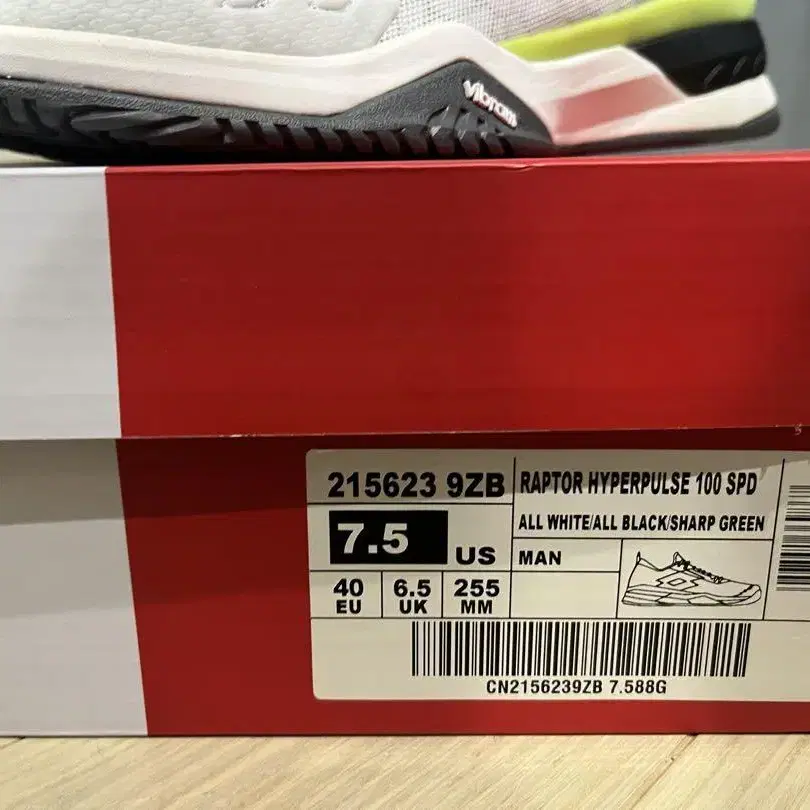 vibram
215623 9ZB
RAPTOR HYPERPULSE 100 SPD
ALL WHITE/ALL BLACK/SHARP GREEN
7.5 US
MAN
40 EU
6.5 UK
255 MM
CN2156239ZB 7.588G